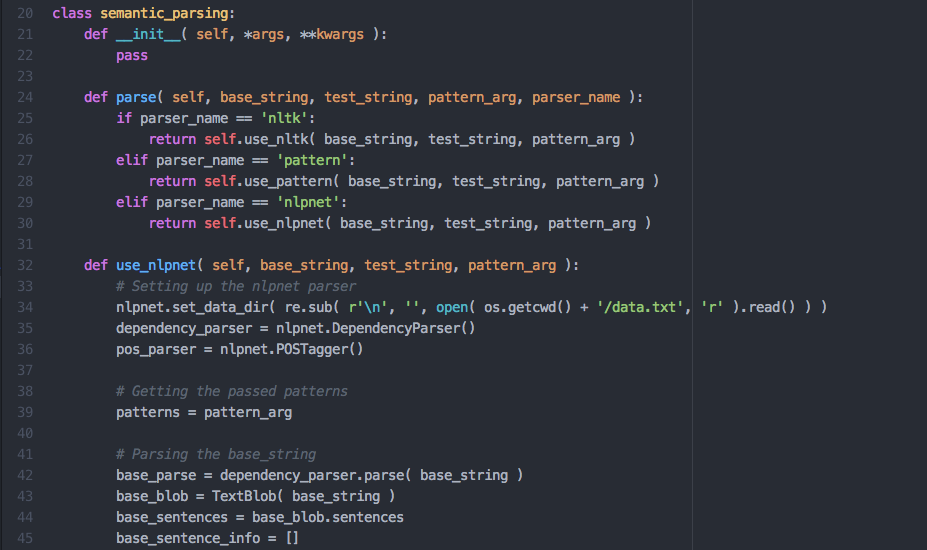 20 class semantic_parsing:
21     def __init__( self, *args, **kwargs ):
22         pass
23
24     def parse( self, base_string, test_string, pattern_arg, parser_name ):
25         if parser_name == 'nltk':
26             return self.use_nltk( base_string, test_string, pattern_arg )
27         elif parser_name == 'pattern':
28             return self.use_pattern( base_string, test_string, pattern_arg )
29         elif parser_name == 'nlpnet':
30             return self.use_nlpnet( base_string, test_string, pattern_arg )
31
32     def use_nlpnet( self, base_string, test_string, pattern_arg ):
33         # Setting up the nlpnet parser
34         nlpnet.set_data_dir( re.sub( r'\n', '', open( os.getcwd() + '/data.txt', 'r' ).read() ) )
35         dependency_parser = nlpnet.DependencyParser()
36         pos_parser = nlpnet.POSTagger()
37
38         # Getting the passed patterns
39         patterns = pattern_arg
40
41         # Parsing the base_string
42         base_parse = dependency_parser.parse( base_string )
43         base_blob = TextBlob( base_string )
44         base_sentences = base_blob.sentences
45         base_sentence_info = []